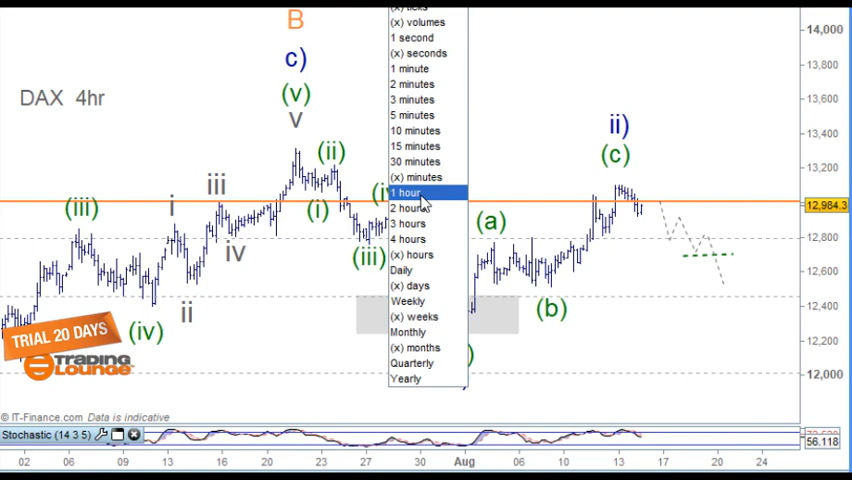 (x) ticks
(x) volumes
1 second
(x) seconds
1 minute
2 minutes
3 minutes
5 minutes
10 minutes
15 minutes
30 minutes
(x) minutes
1 hour
2 hours
3 hours
4 hours
(x) hours
Daily
(x) days
Weekly
(x) weeks
Monthly
(x) months
Quarterly
Yearly
DAX 4hr
B
c)
(v)
v
(ii)
iii
i
(iii)
(i)
iv
(iii)
ii
(iv)
(iv
(a)
(b)
ii)
(c)
14,000
13,800
13,600
13,400
13,200
12,984.3
12,800
12,600
12,400
12,000
TRIAL 20 DAYS
TRADING
LOUNGE
© IT-Finance.com Data is indicative
Stochastic (14 3 5)
56.118
02 06 09 13 16 20 23 27 30 Aug 06 10 13 17 20 24